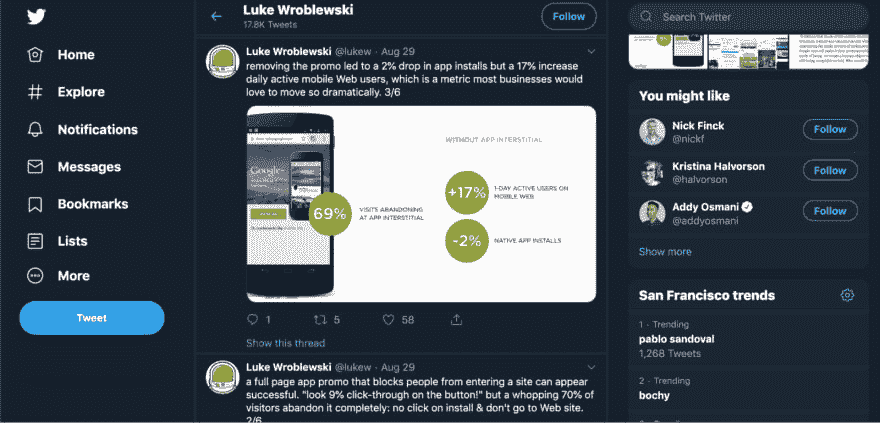 Home
Explore
Notifications
Messages
Bookmarks
Lists
More
Tweet
Luke Wroblewski
17.8K Tweets
Follow
Luke Wroblewski @lukew · Aug 29
removing the promo led to a 2% drop in app installs but a 17% increase
daily active mobile Web users, which is a metric most businesses would
love to move so dramatically. 3/6
Google+
69%
VISITS ABANDONING
AT APP INTERSTITIAL
WITHOUT APP INTERSTITIAL
+17%
1-DAY ACTIVE USERS ON
MOBILE WEB
-2%
NATIVE APP INSTALLS
1
5
58
Show this thread
Luke Wroblewski @lukew · Aug 29
a full page app promo that blocks people from entering a site can appear
successful. "look 9% click-through on the button!" but a whopping 70% of
visitors abandon it completely: no click on install & don't go to Web site.
2/6
Search Twitter
You might like
Nick Finck
@nickf
Follow
Kristina Halvorson
@halvorson
Follow
Addy Osmani
@addyosmani
Follow
Show more
San Francisco trends
1 · Trending
pablo sandoval
1,268 Tweets
2 · Trending
bochy